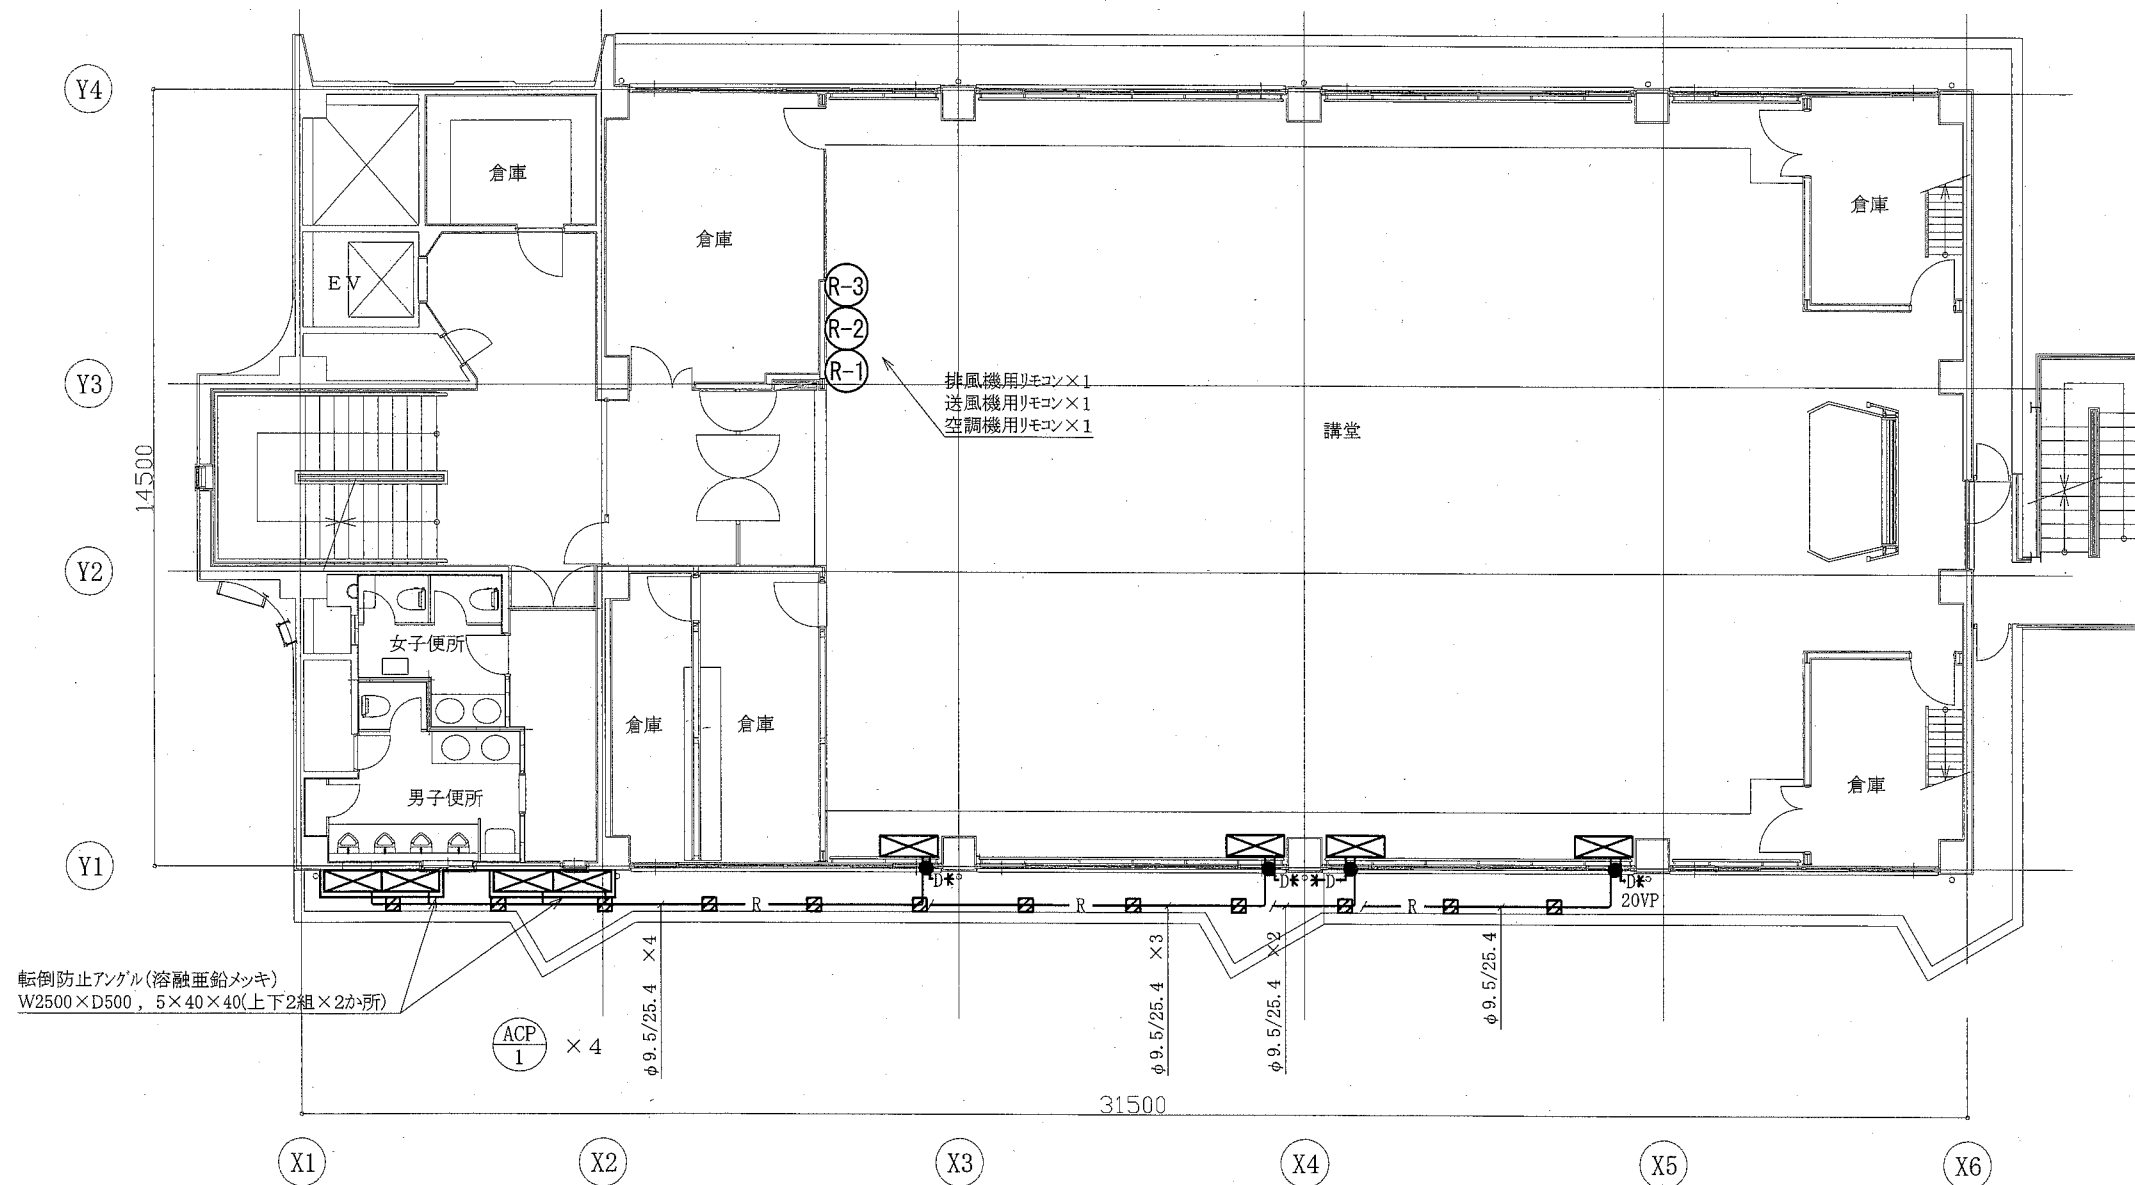 Y4
倉庫
倉庫
倉庫
EV
R-3
R-2
R-1
Y3
排風機用リモコン×1
送風機用リモコン×1
空調機用リモコン×1
講堂
14500
Y2
女子便所
倉庫
倉庫
男子便所
倉庫
Y1
D
D
D
D
20VP
R
R
R
転倒防止アングル(溶融亜鉛メッキ)
W2500×D500, 5×40×40(上下2組×2か所)
ACP
1
×4
φ9.5/25.4 ×4
φ9.5/25.4 ×3
φ9.5/25.4 ×2
φ9.5/25.4
31500
X1
X2
X3
X4
X5
X6